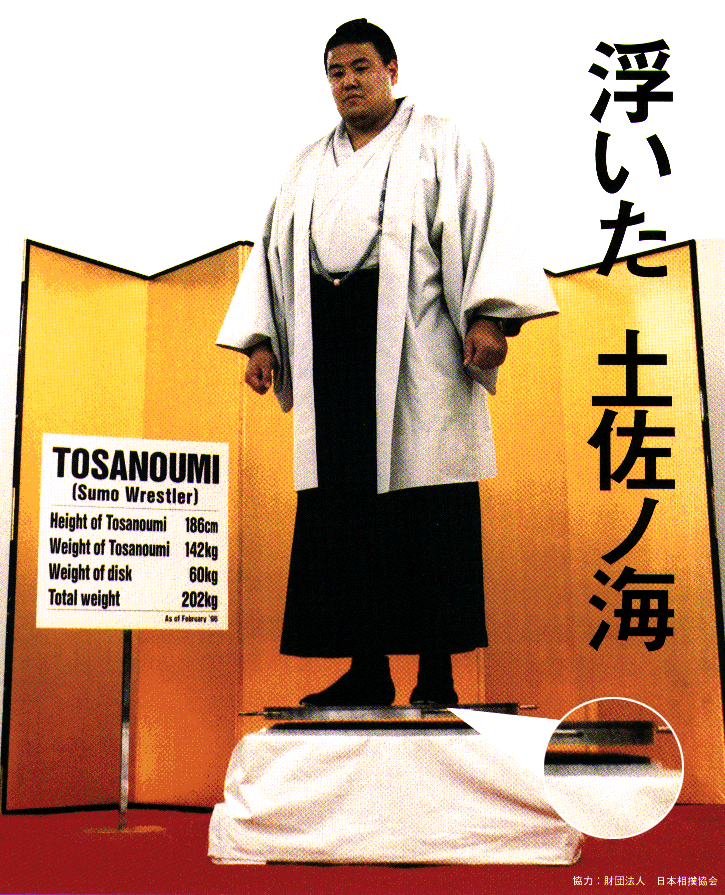 浮いた 土佐ノ海
TOSANOUMI
(Sumo Wrestler)
Height of Tosanoumi 186cm
Weight of Tosanoumi 142kg
Weight of disk 60kg
Total weight 202kg
As of February '96
協力：財団法人 日本相撲協会